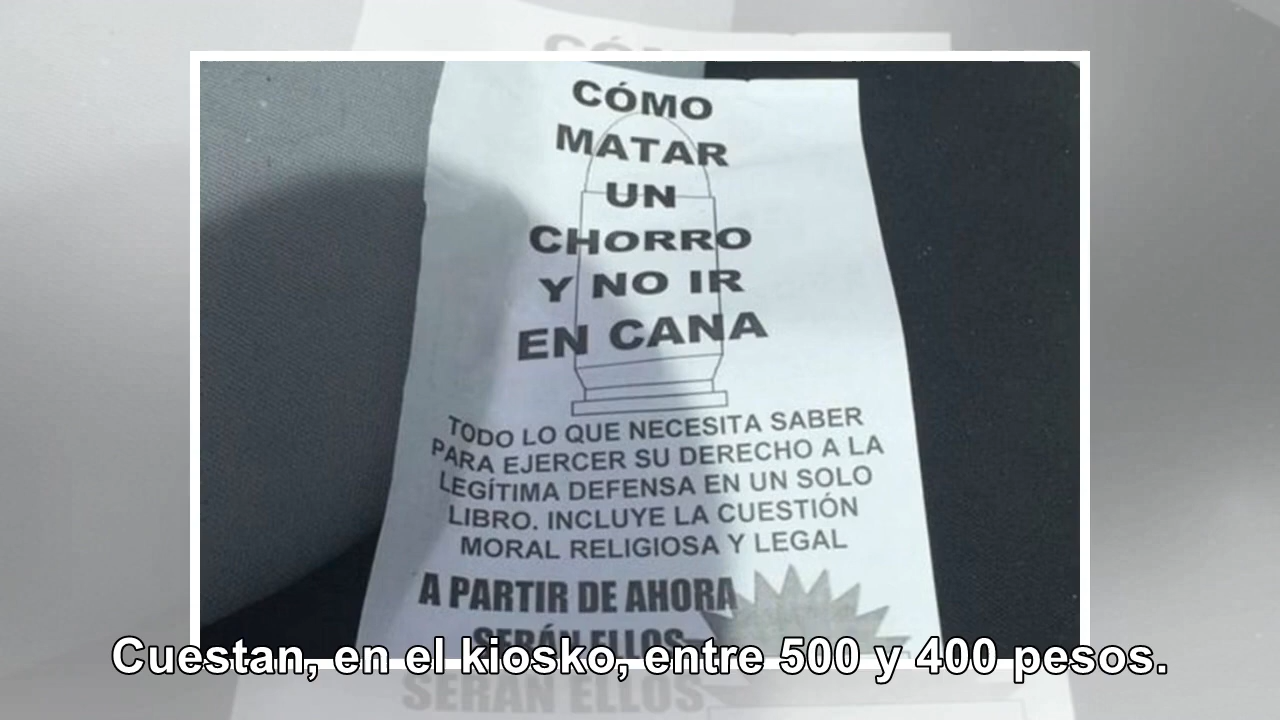 CÓMO
MATAR
UN
CHORRO
Y NO IR
EN CANA
TODO LO QUE NECESITA SABER
PARA EJERCER SU DERECHO A LA
LEGÍTIMA DEFENSA EN UN SOLO
LIBRO. INCLUYE LA CUESTIÓN
MORAL RELIGIOSA Y LEGAL
A PARTIR DE AHORA
SERÁN ELLOS
Cuestan, en el kiosko, entre 500 y 400 pesos.
SERÁN ELLOS